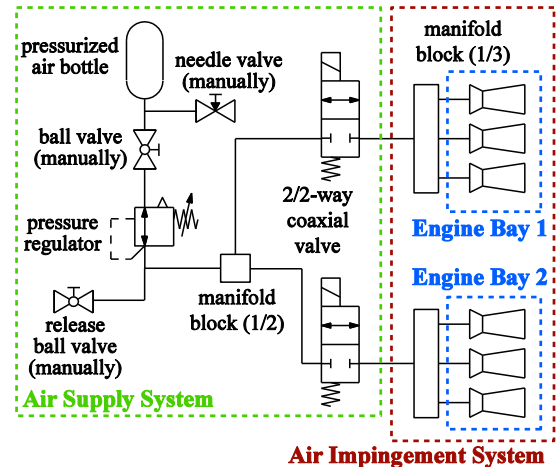 pressurized
air bottle
needle valve
(manually)
manifold
block (1/3)
ball valve
(manually)
2/2-way
coaxial
valve
pressure
regulator
Engine Bay 1
Engine Bay 2
manifold
block (1/2)
release
ball valve
(manually)
Air Supply System
Air Impingement System